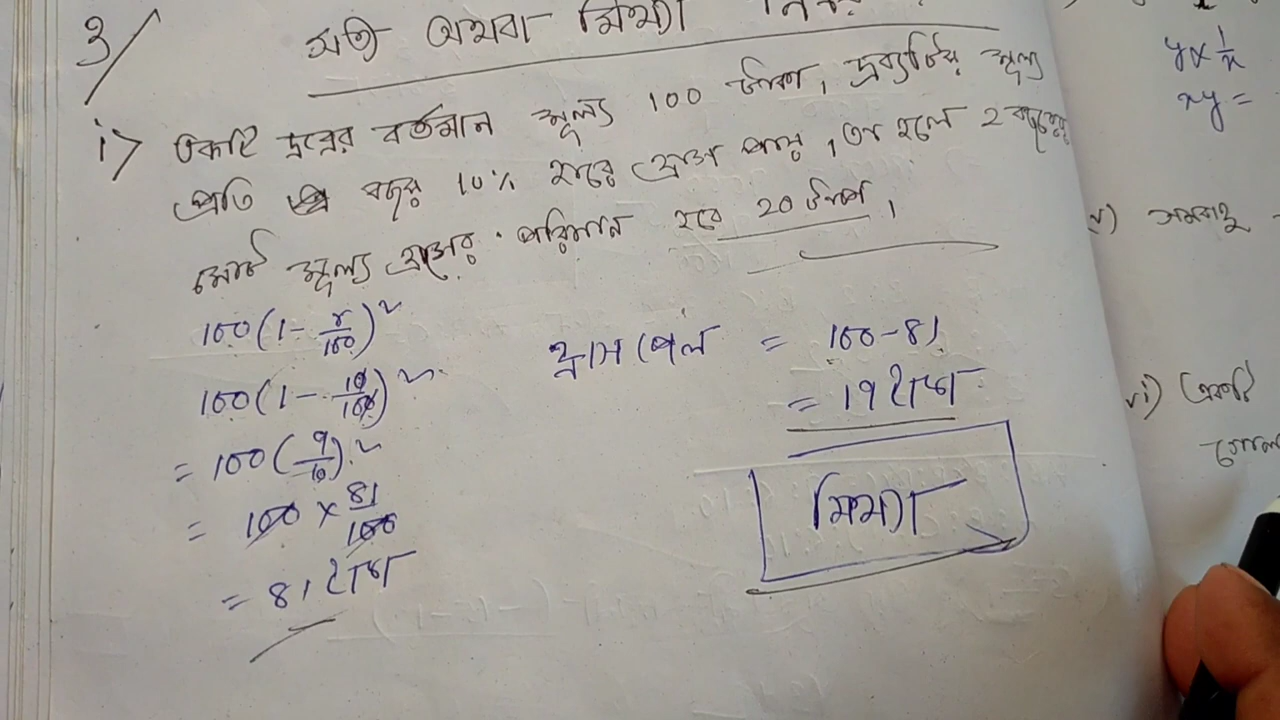 3/ সত্য অথবা মিথ্যা
i> একটি দ্রব্যের বর্তমান মূল্য 100 টাকা, দ্রব্যটির মূল্য
প্রতি বছর 10% হারে হ্রাস পায়, তা হলে 2 বছরের
মোট মূল্য হ্রাসের পরিমান হবে 20 টাকা।
100(1-r/100)²
100(1-10/100)²
= 100(9/10)²
= 100 × 81/100
= 81 টাকা
হ্রাস পেল = 100-81
= 19 টাকা
মিথ্যা
y∝1/x
xy =
v) সমবাহু
vi) একটি
গোলক